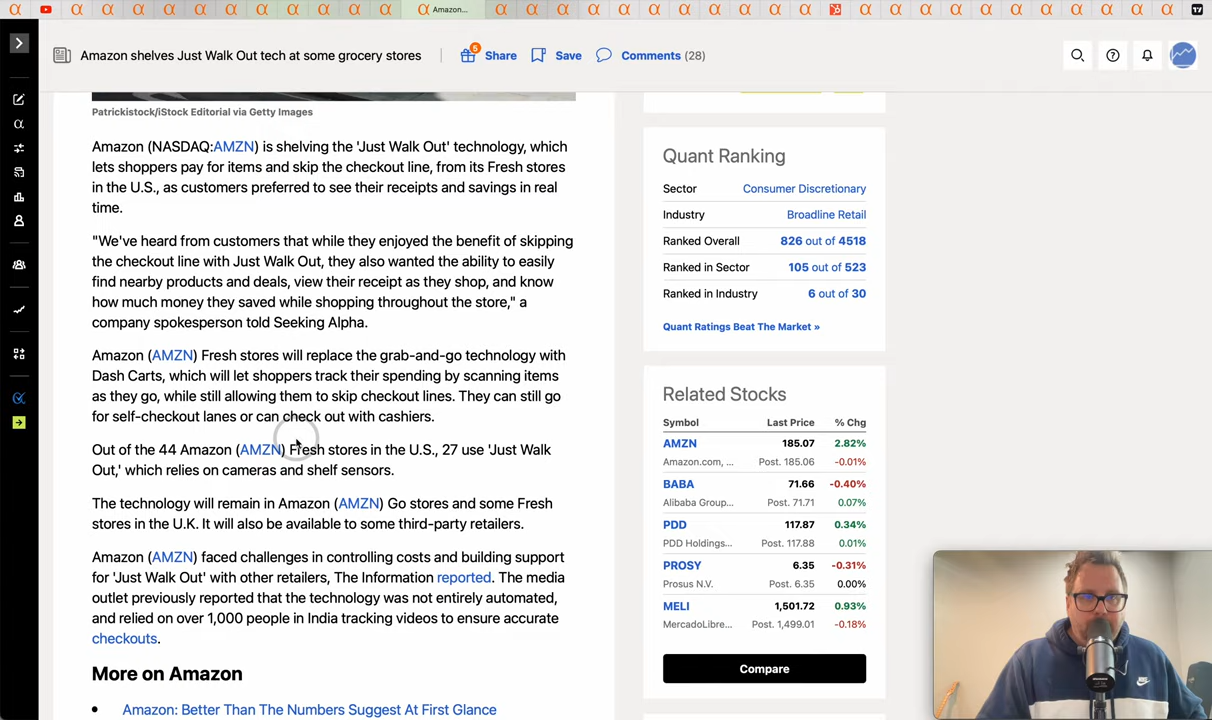 Amazon...
Amazon shelves Just Walk Out tech at some grocery stores
5
Share
Save
Comments (28)
Patrickistock/iStock Editorial via Getty Images
Amazon (NASDAQ:AMZN) is shelving the 'Just Walk Out' technology, which
lets shoppers pay for items and skip the checkout line, from its Fresh stores
in the U.S., as customers preferred to see their receipts and savings in real
time.
"We've heard from customers that while they enjoyed the benefit of skipping
the checkout line with Just Walk Out, they also wanted the ability to easily
find nearby products and deals, view their receipt as they shop, and know
how much money they saved while shopping throughout the store," a
company spokesperson told Seeking Alpha.
Amazon (AMZN) Fresh stores will replace the grab-and-go technology with
Dash Carts, which will let shoppers track their spending by scanning items
as they go, while still allowing them to skip checkout lines. They can still go
for self-checkout lanes or can check out with cashiers.
Out of the 44 Amazon (AMZN) Fresh stores in the U.S., 27 use 'Just Walk
Out,' which relies on cameras and shelf sensors.
The technology will remain in Amazon (AMZN) Go stores and some Fresh
stores in the U.K. It will also be available to some third-party retailers.
Amazon (AMZN) faced challenges in controlling costs and building support
for 'Just Walk Out' with other retailers, The Information reported. The media
outlet previously reported that the technology was not entirely automated,
and relied on over 1,000 people in India tracking videos to ensure accurate
checkouts.
More on Amazon
• Amazon: Better Than The Numbers Suggest At First Glance
Quant Ranking
Sector Consumer Discretionary
Industry Broadline Retail
Ranked Overall 826 out of 4518
Ranked in Sector 105 out of 523
Ranked in Industry 6 out of 30
Quant Ratings Beat The Market »
Related Stocks
Symbol Last Price % Chg
AMZN 185.07 2.82%
Amazon.com, ... Post. 185.06 -0.01%
BABA 71.66 -0.40%
Alibaba Group... Post. 71.71 0.07%
PDD 117.87 0.34%
PDD Holdings... Post. 117.88 0.01%
PROSY 6.35 -0.31%
Prosus N.V. Post. 6.35 0.00%
MELI 1,501.72 0.93%
MercadoLibre... Post. 1,499.01 -0.18%
Compare